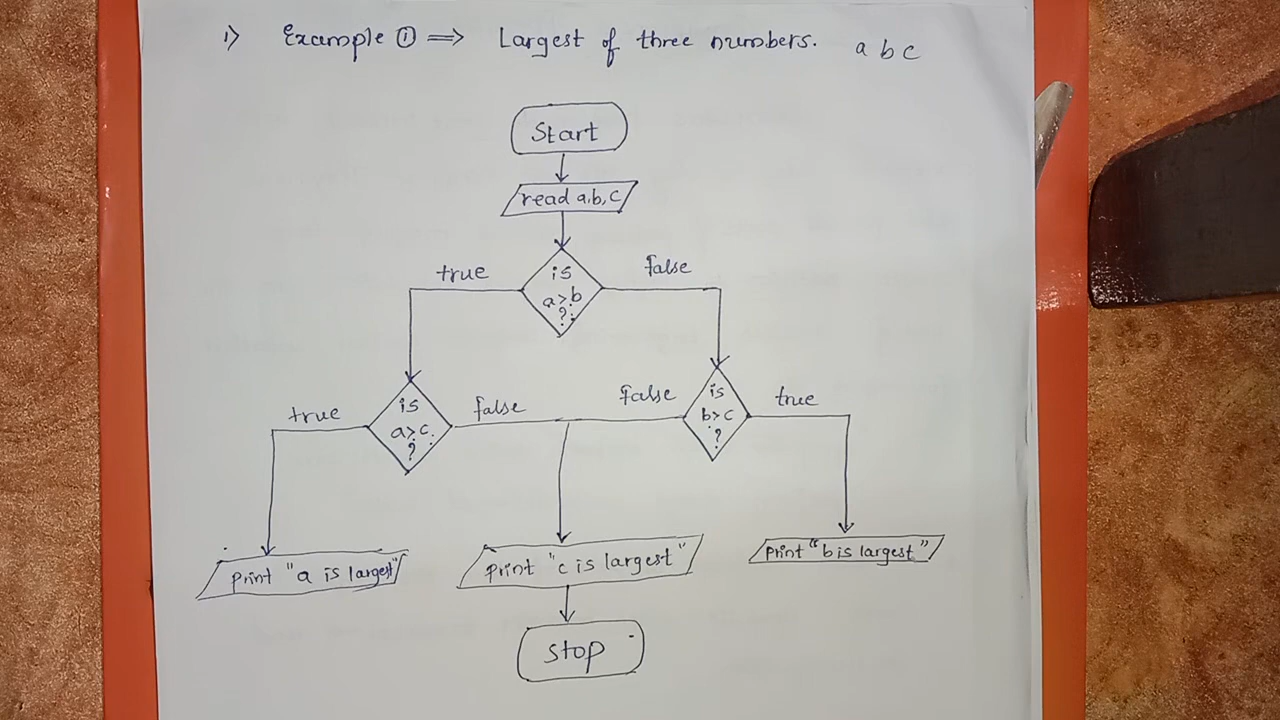 1) Example ① ⟹ Largest of three numbers. a b c
Start
read a,b,c
is
a>b
?
true
false
is
a>c
?
true
false
is
b>c
?
false
true
Print "a is largest"
Print "c is largest"
Print "b is largest"
Stop